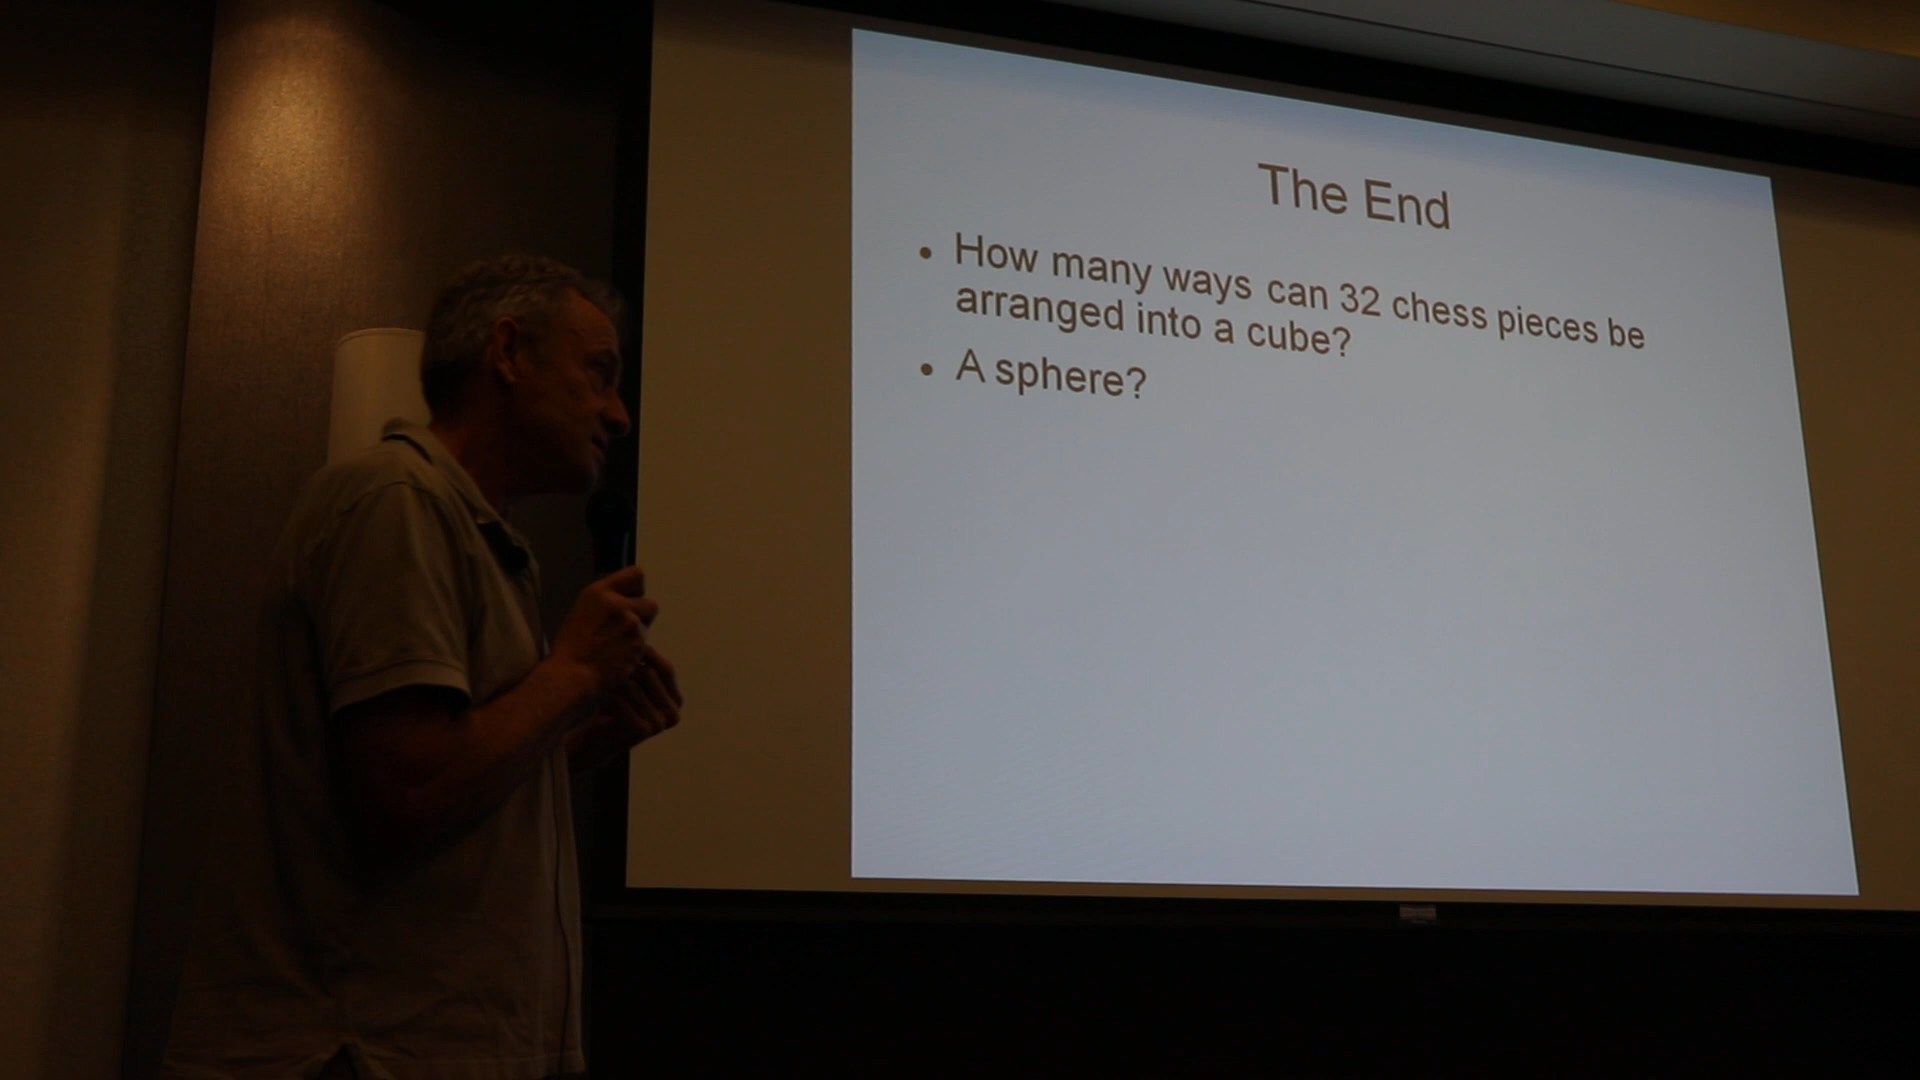 The End
• How many ways can 32 chess pieces be
arranged into a cube?
• A sphere?